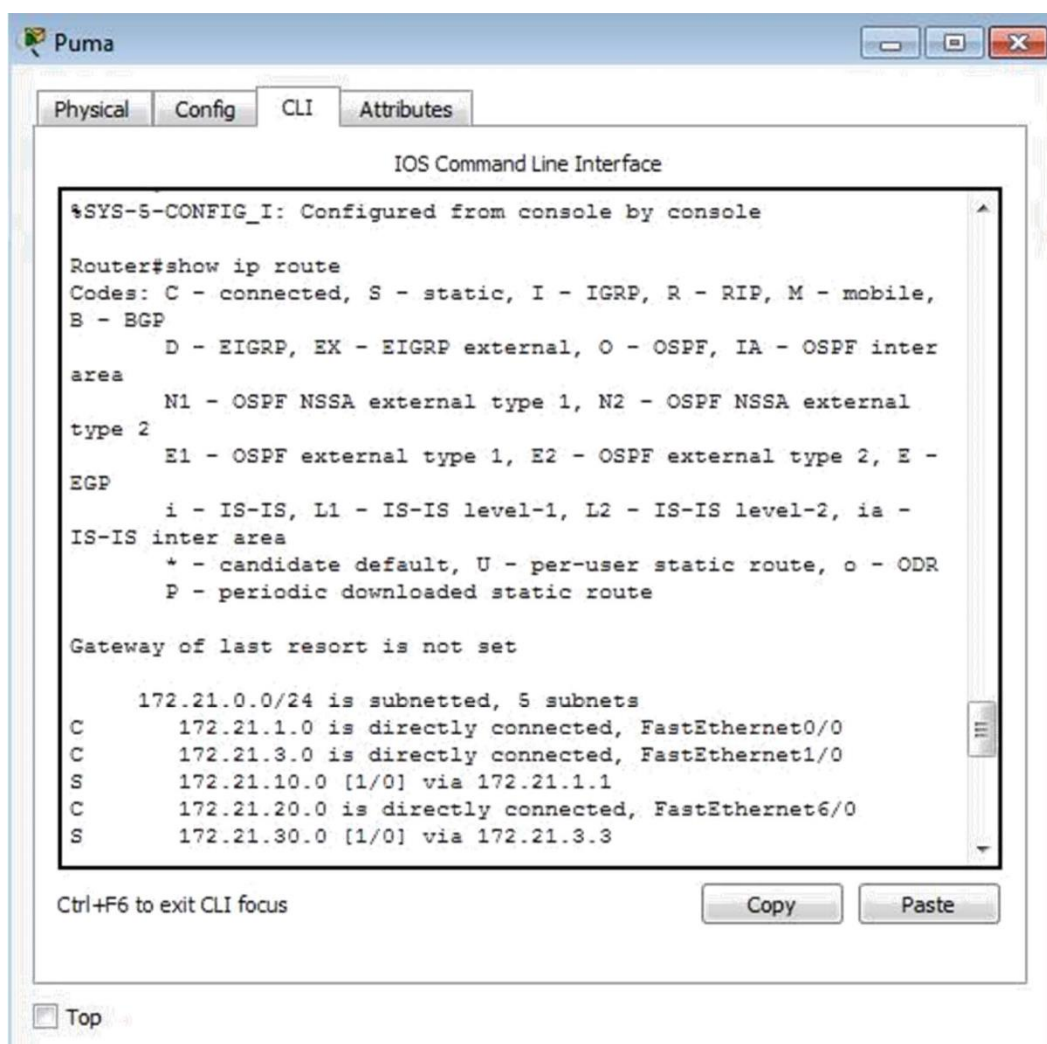 Puma
Physical Config CLI Attributes
IOS Command Line Interface
%SYS-5-CONFIG_I: Configured from console by console
Router#show ip route
Codes: C - connected, S - static, I - IGRP, R - RIP, M - mobile,
B - BGP
D - EIGRP, EX - EIGRP external, O - OSPF, IA - OSPF inter
area
N1 - OSPF NSSA external type 1, N2 - OSPF NSSA external
type 2
E1 - OSPF external type 1, E2 - OSPF external type 2, E -
EGP
i - IS-IS, L1 - IS-IS level-1, L2 - IS-IS level-2, ia -
IS-IS inter area
* - candidate default, U - per-user static route, o - ODR
P - periodic downloaded static route
Gateway of last resort is not set
172.21.0.0/24 is subnetted, 5 subnets
C 172.21.1.0 is directly connected, FastEthernet0/0
C 172.21.3.0 is directly connected, FastEthernet1/0
S 172.21.10.0 [1/0] via 172.21.1.1
C 172.21.20.0 is directly connected, FastEthernet6/0
S 172.21.30.0 [1/0] via 172.21.3.3
Ctrl+F6 to exit CLI focus Copy Paste
Top